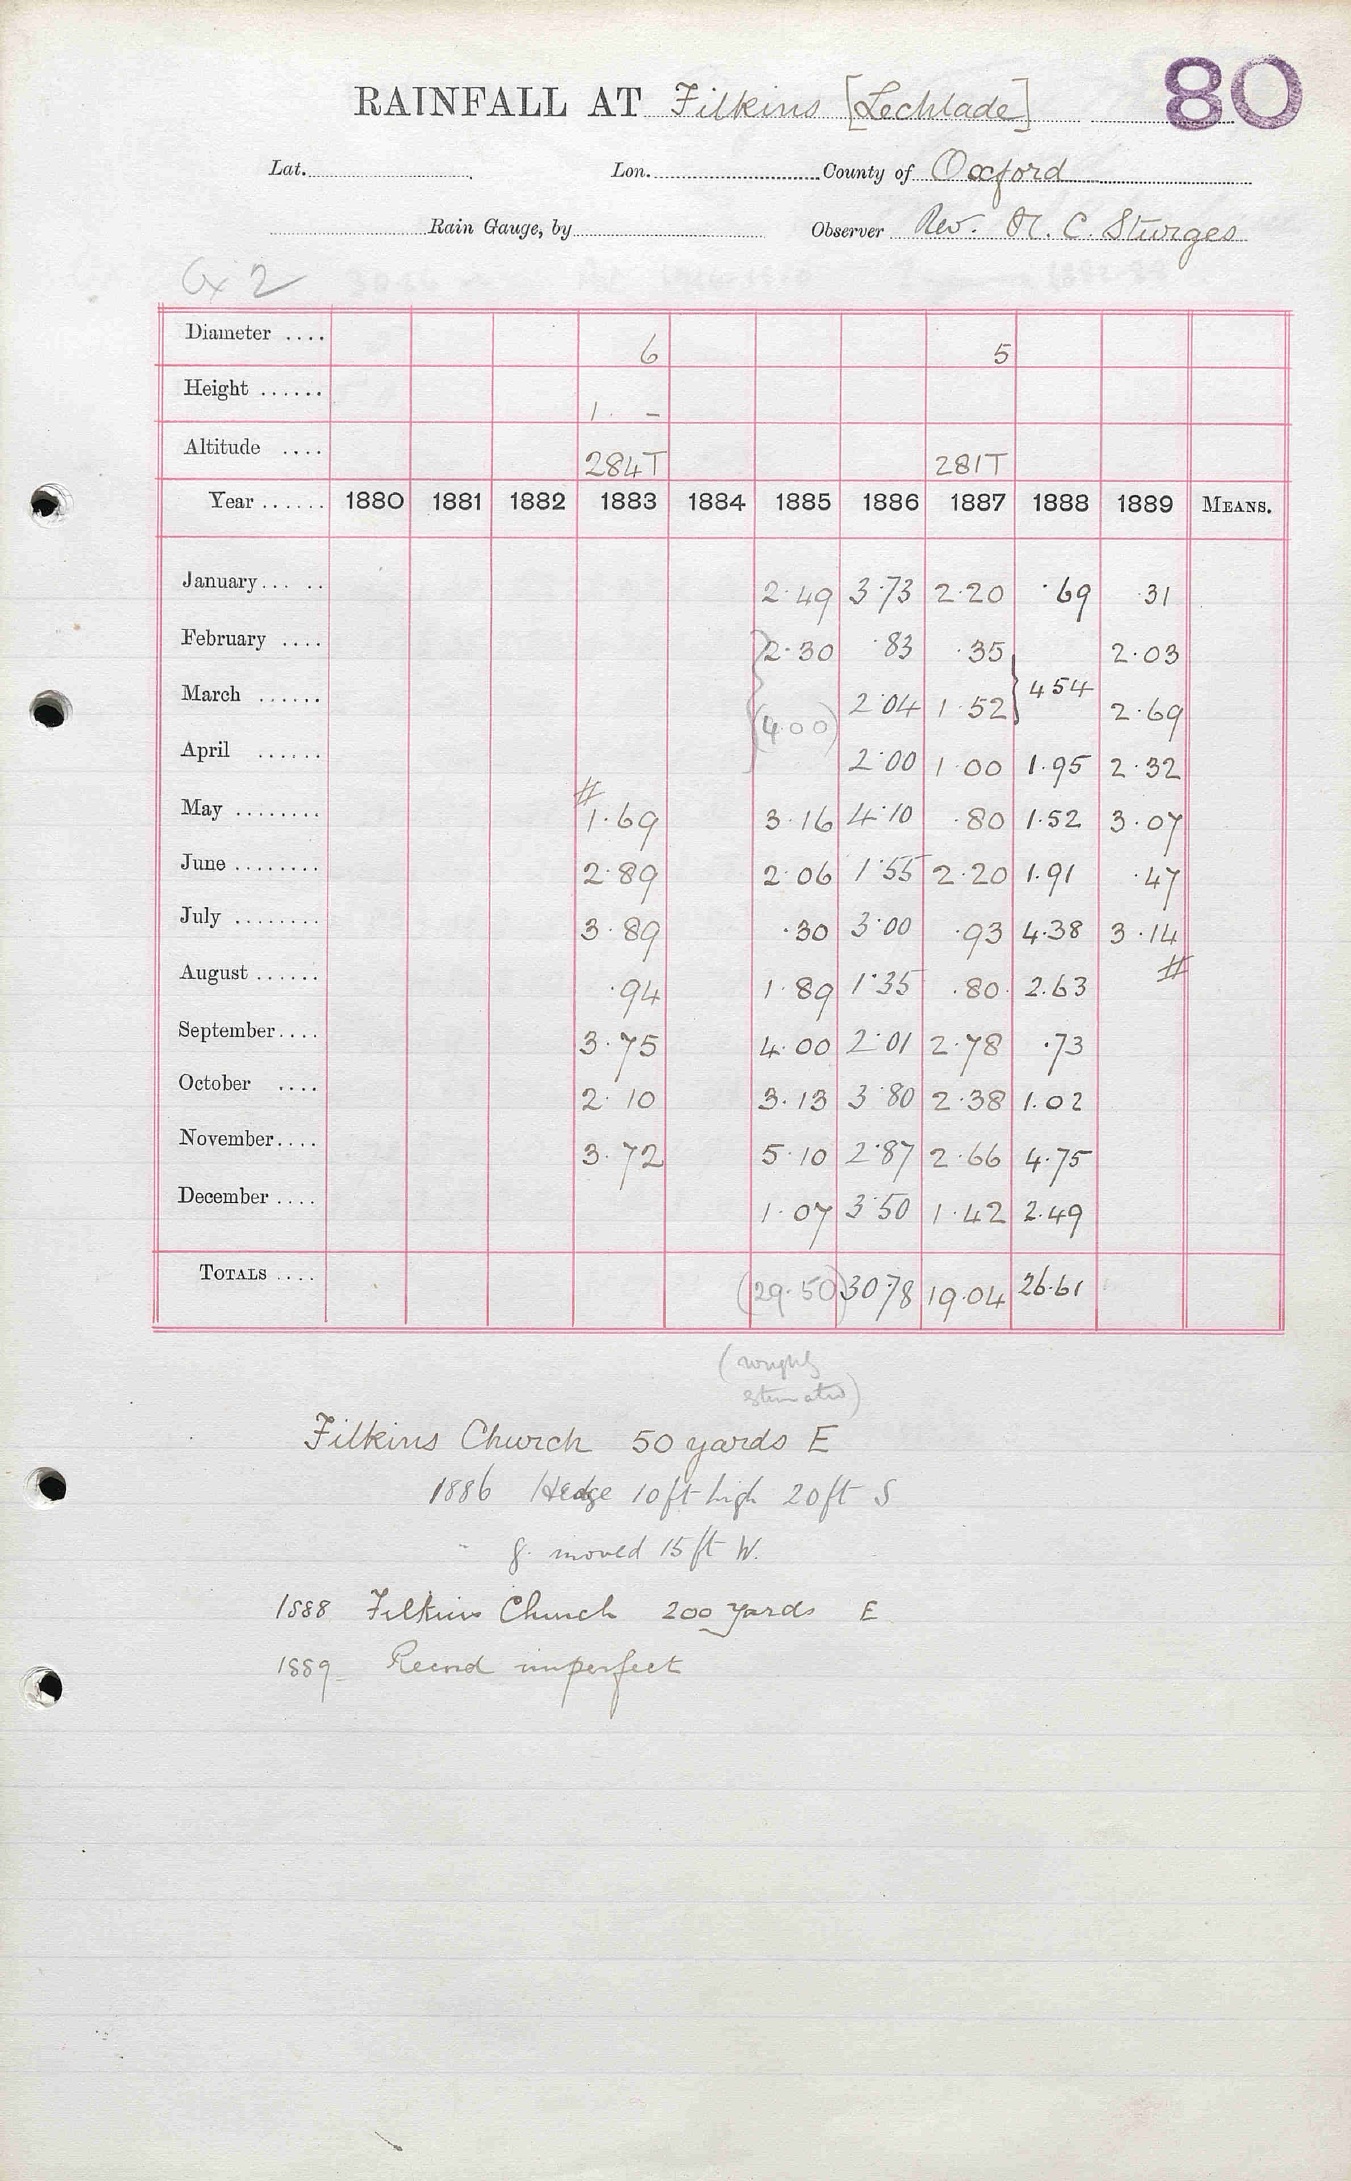 80
RAINFALL AT Filkins [Lechlade]
Lat. Lon. County of Oxford
Rain Gauge, by Observer Rev. M. C. Sturges
Ox 2
Diameter .... 6 5
Height ...... 1 . -
Altitude .... 284T 281T
Year ...... 1880 1881 1882 1883 1884 1885 1886 1887 1888 1889 MEANS.
January... .. 2.49 3.73 2.20 .69 .31
February .... 2.30 .83 .35 2.03
March ...... (4.00) 2.04 1.52 } 4 54 2.69
April ...... 2.00 1.00 1.95 2.32
#
May ........ 1.69 3.16 4.10 .80 1.52 3.07
June ........ 2.89 2.06 1.55 2.20 1.91 .47
July ........ 3.89 .30 3.00 .93 4.38 3.14
August ...... .94 1.89 1.35 .80 2.63 #
September.... 3.75 4.00 2.01 2.78 .73
October .... 2.10 3.13 3.80 2.38 1.02
November.... 3.72 5.10 2.87 2.66 4.75
December .... 1.07 3.50 1.42 2.49
TOTALS .... (29.50) 30.78 19.04 26.61
(roughly
Filkins Church 50 yards E
1886 Hedge 10ft high 20ft S
" g. moved 15ft W.
1888 Filkins Church 200 yards E
1889 Record imperfect